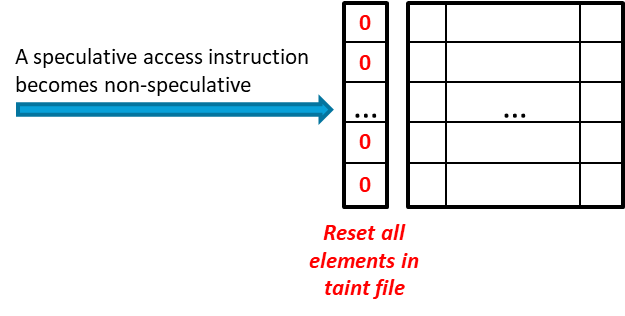 A speculative access instruction
becomes non-speculative
0
0
... ...
0
0
Reset all
elements in
taint file